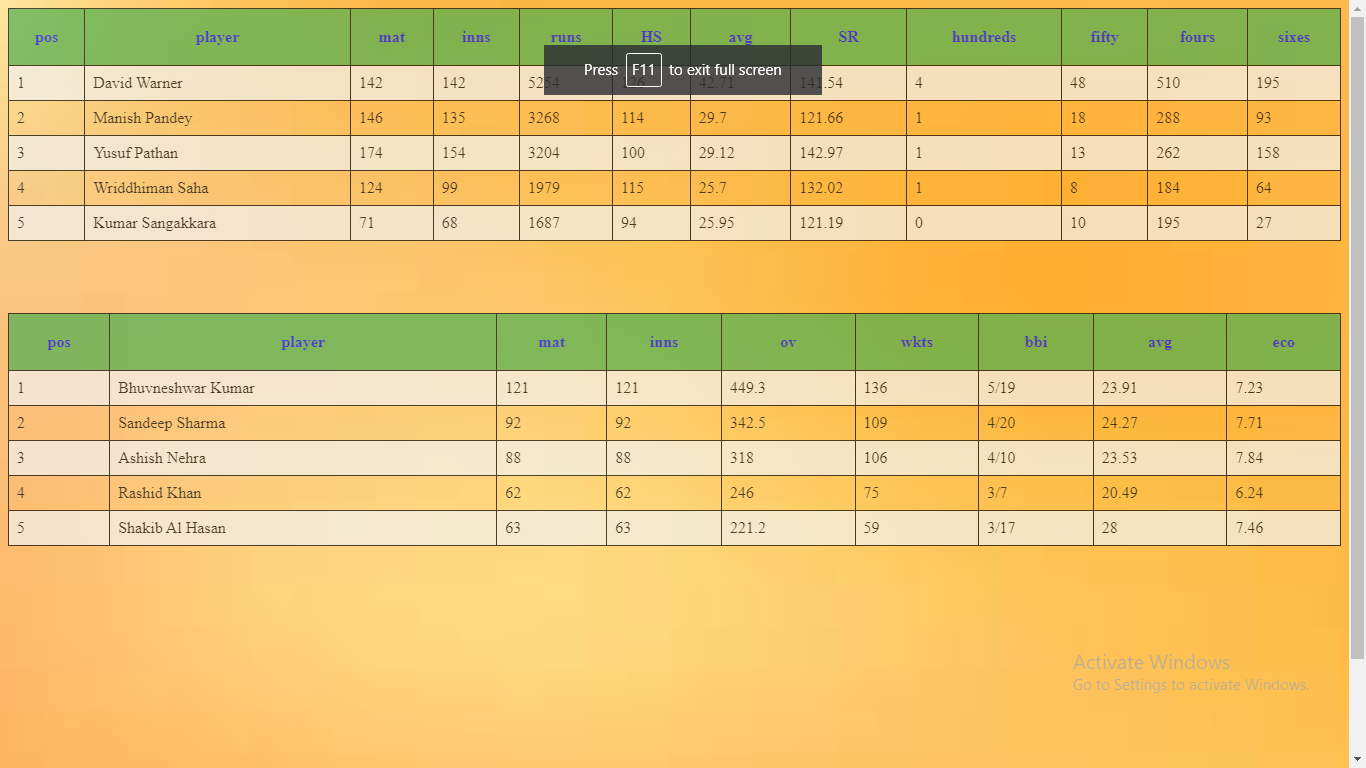 pos player mat inns runs HS avg SR hundreds fifty fours sixes
Press F11 to exit full screen
1 David Warner 142 142 5254 126 42.71 141.54 4 48 510 195
2 Manish Pandey 146 135 3268 114 29.7 121.66 1 18 288 93
3 Yusuf Pathan 174 154 3204 100 29.12 142.97 1 13 262 158
4 Wriddhiman Saha 124 99 1979 115 25.7 132.02 1 8 184 64
5 Kumar Sangakkara 71 68 1687 94 25.95 121.19 0 10 195 27
pos player mat inns ov wkts bbi avg eco
1 Bhuvneshwar Kumar 121 121 449.3 136 5/19 23.91 7.23
2 Sandeep Sharma 92 92 342.5 109 4/20 24.27 7.71
3 Ashish Nehra 88 88 318 106 4/10 23.53 7.84
4 Rashid Khan 62 62 246 75 3/7 20.49 6.24
5 Shakib Al Hasan 63 63 221.2 59 3/17 28 7.46
Activate Windows
Go to Settings to activate Windows.